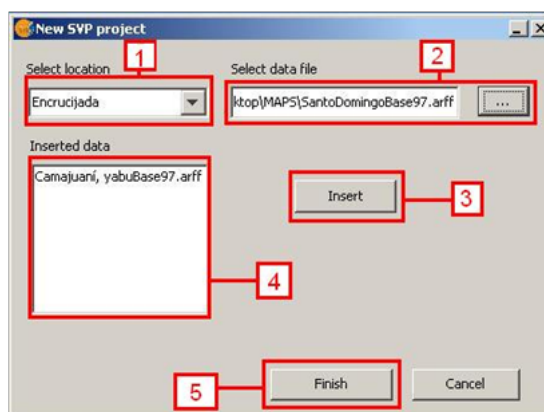 New SVP project
1
2
Select location
Select data file
Encrucijada
ktop\MAPS\SantoDomingoBase97.arff
...
Inserted data
Camajuaní, yabuBase97.arff
Insert
3
4
5
Finish
Cancel